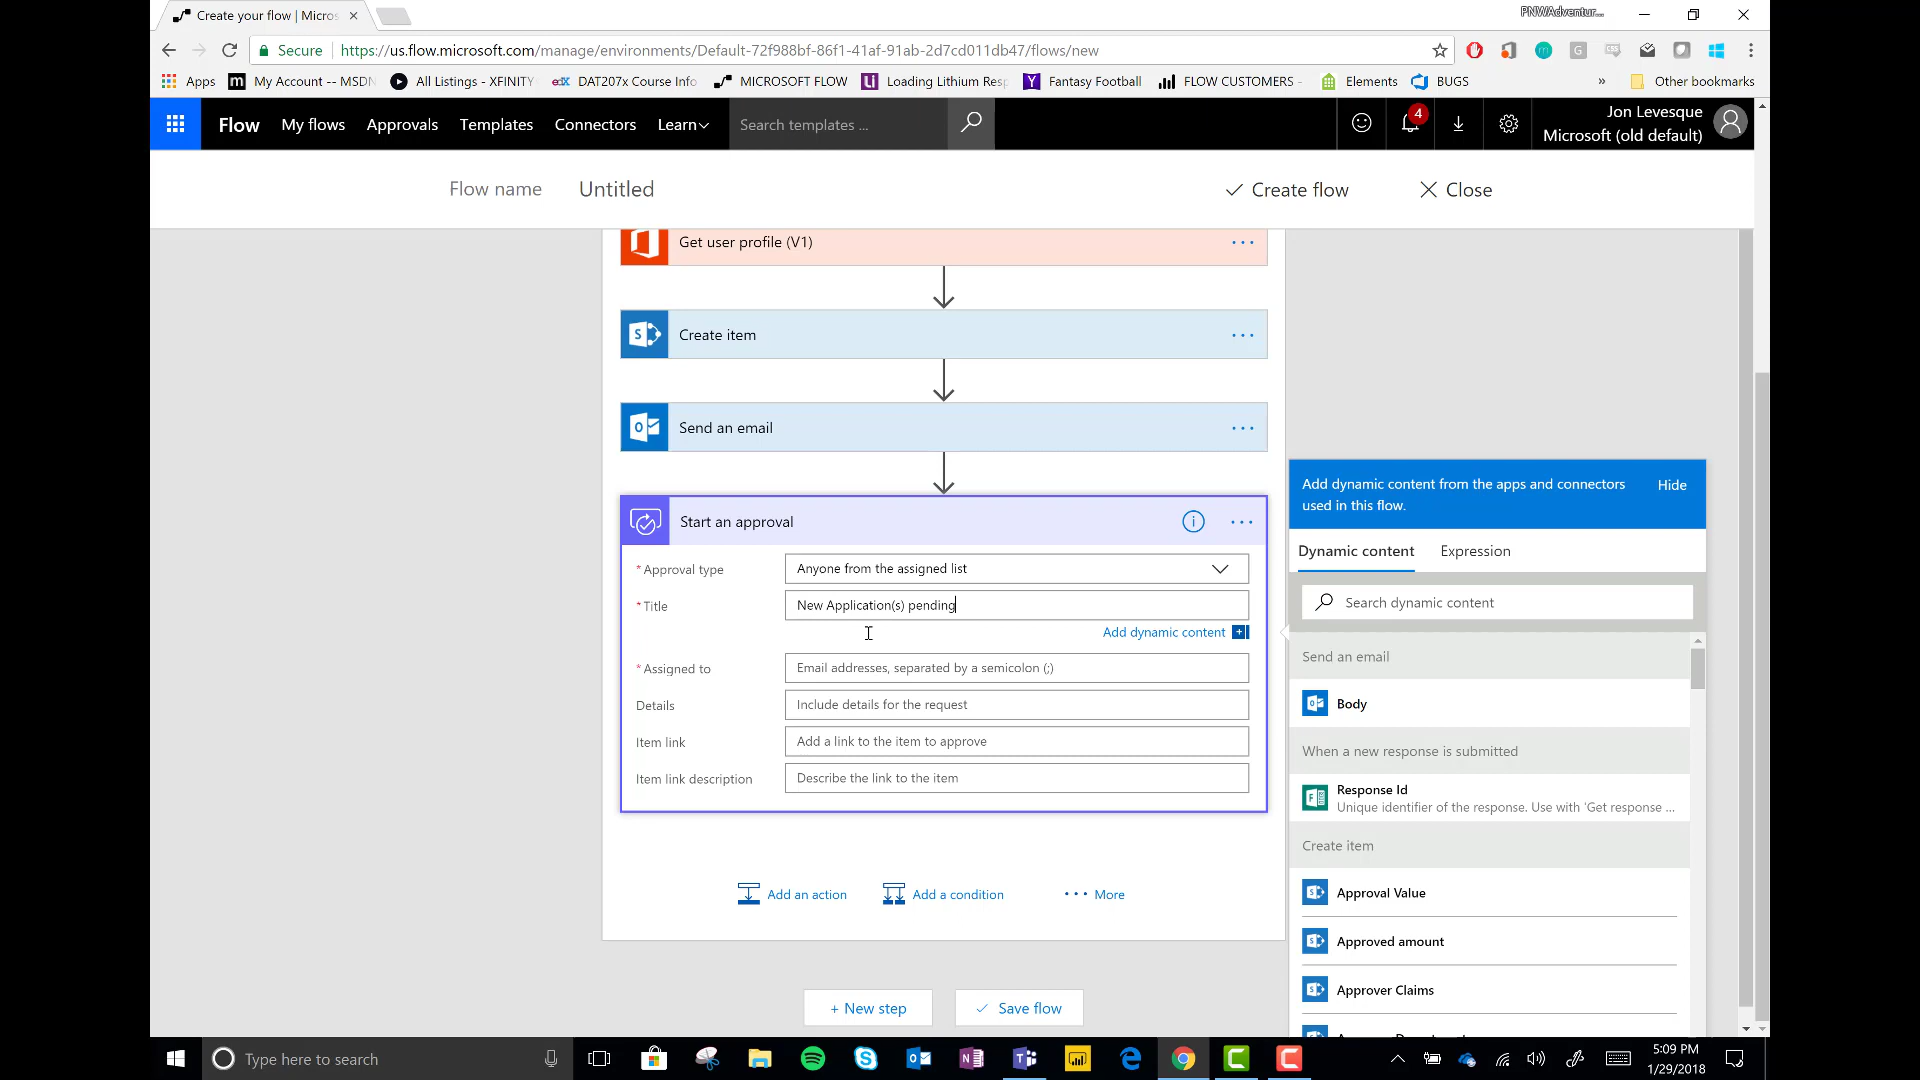 Create your flow | Micros
PNWAdventur...
Secure
https://us.flow.microsoft.com/manage/environments/Default-72f988bf-86f1-41af-91ab-2d7cd011db47/flows/new
Apps
My Account -- MSDN
All Listings - XFINITY
DAT207x Course Info
MICROSOFT FLOW
Loading Lithium Resp
Fantasy Football
FLOW CUSTOMERS -
Elements
BUGS
»
Other bookmarks
Flow
My flows
Approvals
Templates
Connectors
Learn
Search templates ...
4
Jon Levesque
Microsoft (old default)
Flow name
Untitled
Create flow
Close
Get user profile (V1)
Create item
Send an email
Start an approval
* Approval type
Anyone from the assigned list
* Title
New Application(s) pending
Add dynamic content
* Assigned to
Email addresses, separated by a semicolon (;)
Details
Include details for the request
Item link
Add a link to the item to approve
Item link description
Describe the link to the item
Add an action
Add a condition
More
+ New step
Save flow
Add dynamic content from the apps and connectors
used in this flow.
Hide
Dynamic content
Expression
Search dynamic content
Send an email
Body
When a new response is submitted
Response Id
Unique identifier of the response. Use with 'Get response ...
Create item
Approval Value
Approved amount
Approver Claims
Type here to search
5:09 PM
1/29/2018